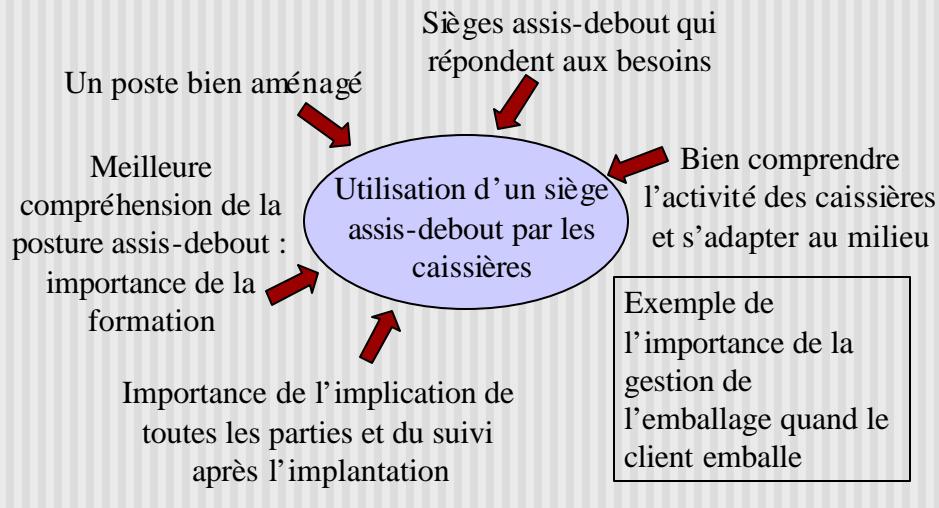 Sièges assis-debout qui
répondent aux besoins
Un poste bien aménagé
Meilleure
compréhension de la
posture assis-debout :
importance de la
formation
Utilisation d’un siège
assis-debout par les
caissières
Bien comprendre
l’activité des caissières
et s’adapter au milieu
Exemple de
l’importance de la
gestion de
l’emballage quand le
client emballe
Importance de l’implication de
toutes les parties et du suivi
après l’implantation